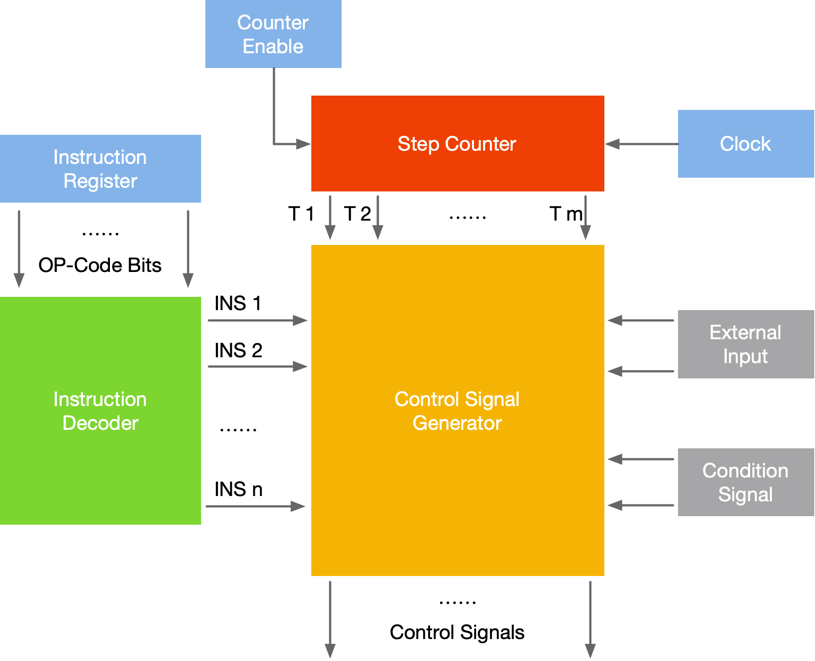 Counter
Enable
Step Counter
Clock
Instruction
Register
T 1
T 2
......
T m
......
OP-Code Bits
INS 1
INS 2
......
INS n
Instruction
Decoder
Control Signal
Generator
External
Input
Condition
Signal
......
Control Signals